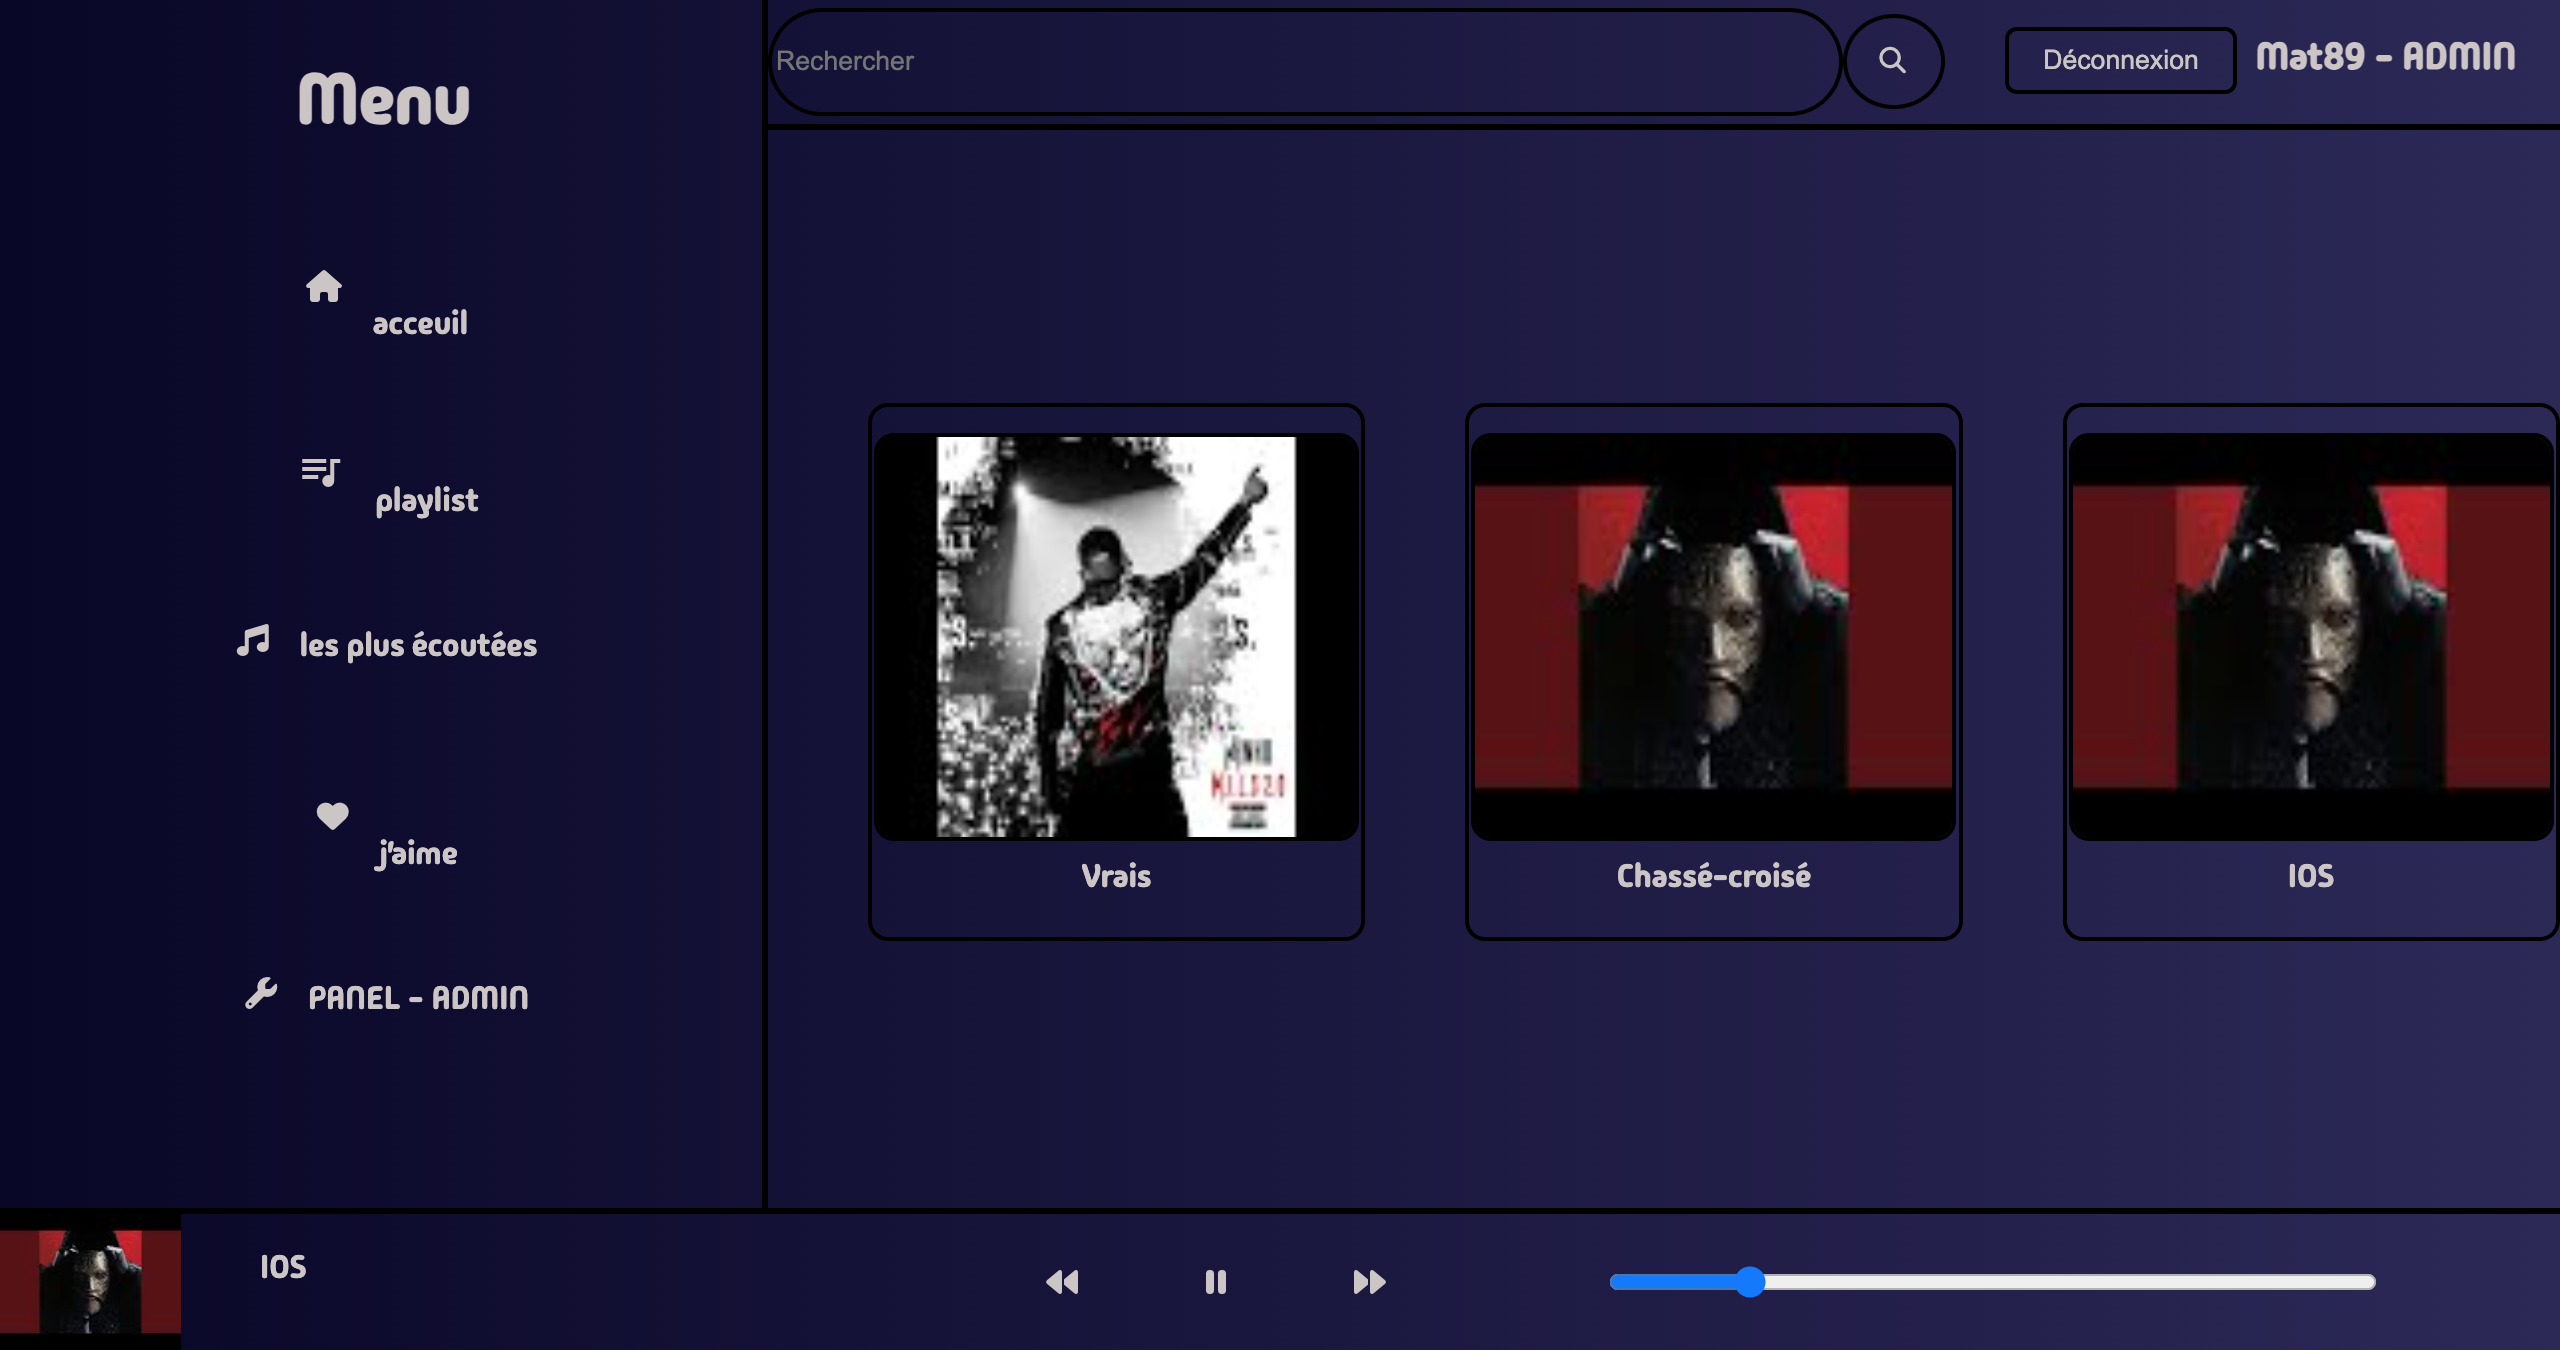 Menu
Rechercher
Déconnexion
Mat89 - ADMIN
acceuil
playlist
les plus écoutées
j'aime
PANEL - ADMIN
Vrais
Chassé-croisé
IOS
IOS